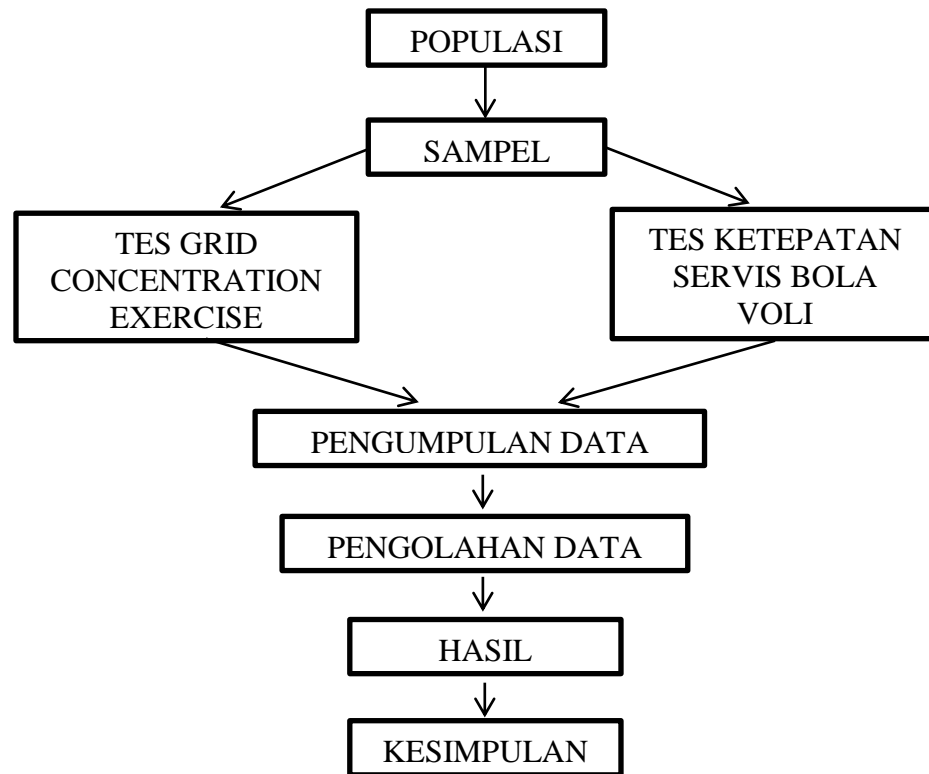 POPULASI
SAMPEL
TES GRID
CONCENTRATION
EXERCISE
TES KETEPATAN
SERVIS BOLA
VOLI
PENGUMPULAN DATA
PENGOLAHAN DATA
HASIL
KESIMPULAN